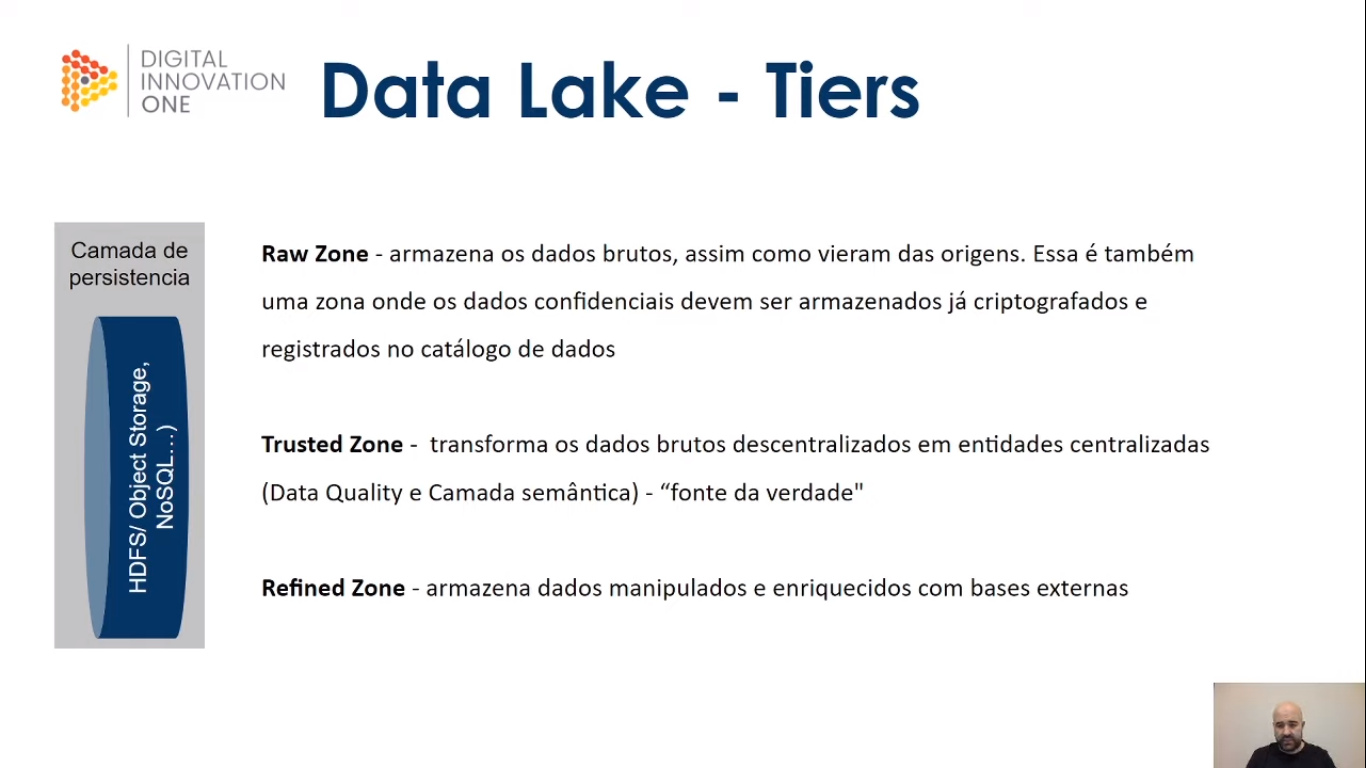 DIGITAL
INNOVATION
ONE
Data Lake - Tiers
Camada de
persistencia
HDFS/ Object Storage,
NoSQL...)
Raw Zone - armazena os dados brutos, assim como vieram das origens. Essa é também
uma zona onde os dados confidenciais devem ser armazenados já criptografados e
registrados no catálogo de dados
Trusted Zone -  transforma os dados brutos descentralizados em entidades centralizadas
(Data Quality e Camada semântica) - “fonte da verdade"
Refined Zone - armazena dados manipulados e enriquecidos com bases externas